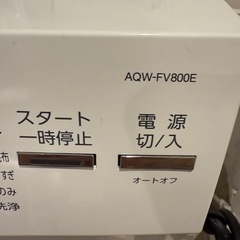 AQW-FV800E
スタート
一時停止
電源
切/入
オートオフ
すぎ
のみ
洗浄